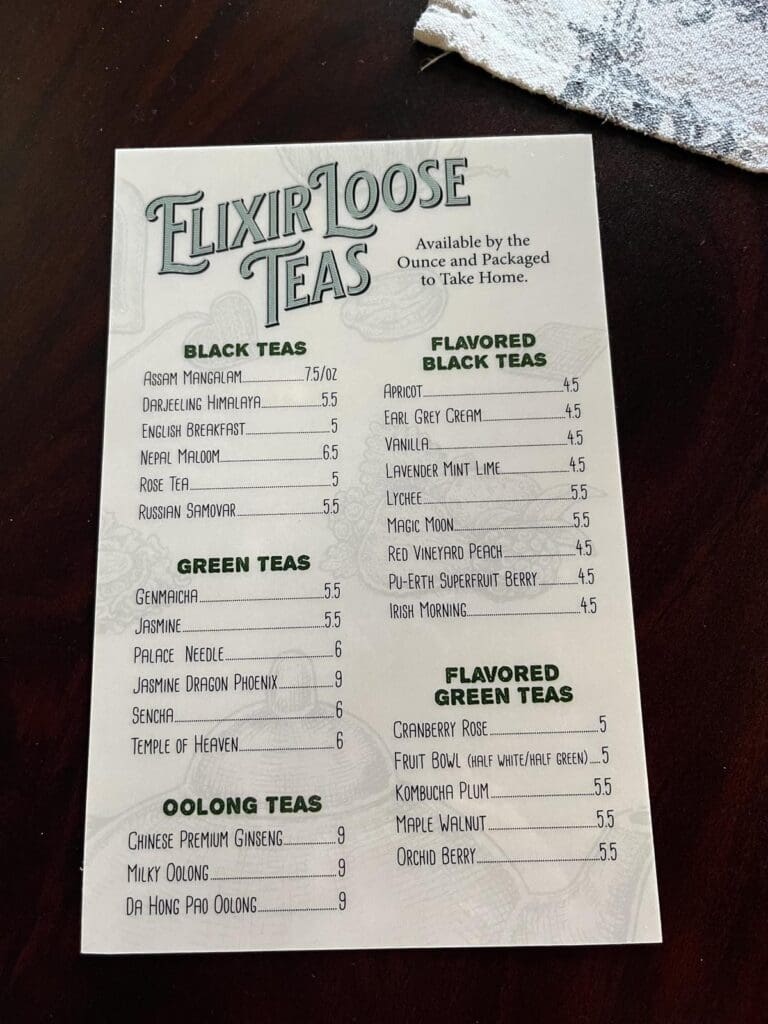 Elixir Loose
Teas
Available by the
Ounce and Packaged
to Take Home.
BLACK TEAS
Assam Mangalam 7.5/oz
Darjeeling Himalaya 5.5
English Breakfast 5
Nepal Maloom 6.5
Rose Tea 5
Russian Samovar 5.5
GREEN TEAS
Genmaicha 5.5
Jasmine 5.5
Palace Needle 6
Jasmine Dragon Phoenix 9
Sencha 6
Temple of Heaven 6
OOLONG TEAS
Chinese Premium Ginseng 9
Milky Oolong 9
Da Hong Pao Oolong 9
FLAVORED
BLACK TEAS
Apricot 4.5
Earl Grey Cream 4.5
Vanilla 4.5
Lavender Mint Lime 4.5
Lychee 5.5
Magic Moon 5.5
Red Vineyard Peach 4.5
Pu-Erth Superfruit Berry 4.5
Irish Morning 4.5
FLAVORED
GREEN TEAS
Cranberry Rose 5
Fruit Bowl (half white/half green) 5
Kombucha Plum 5.5
Maple Walnut 5.5
Orchid Berry 5.5